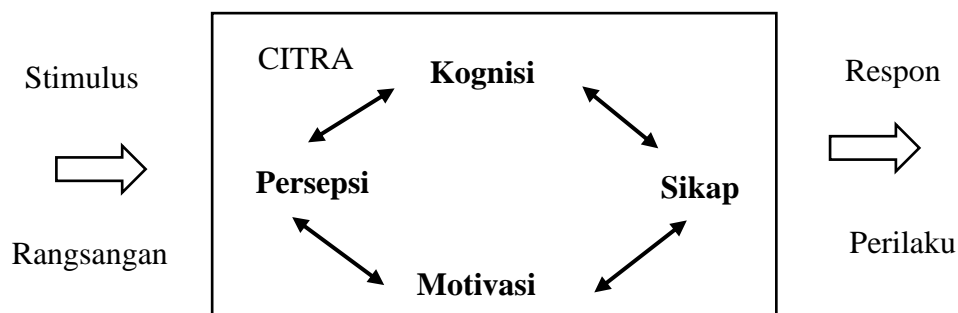 Stimulus
Rangsangan
CITRA
Kognisi
Persepsi
Sikap
Motivasi
Respon
Perilaku